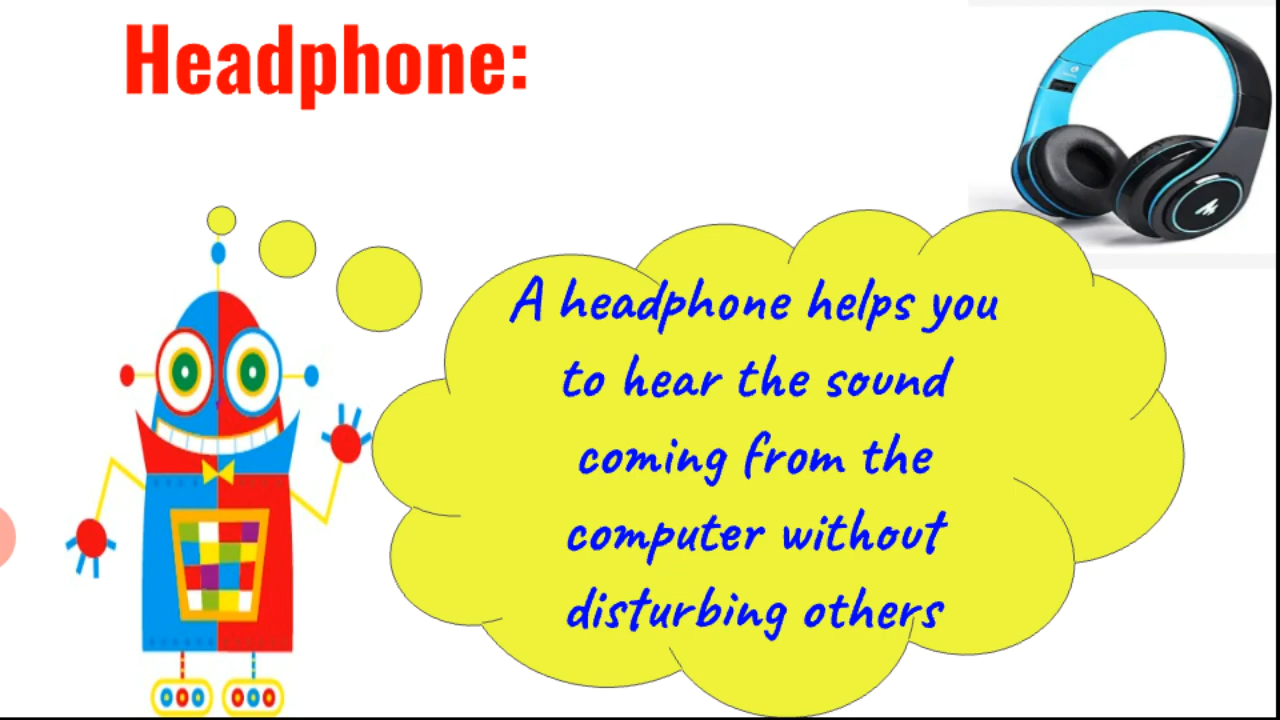 Headphone:
A headphone helps you
to hear the sound
coming from the
computer without
disturbing others